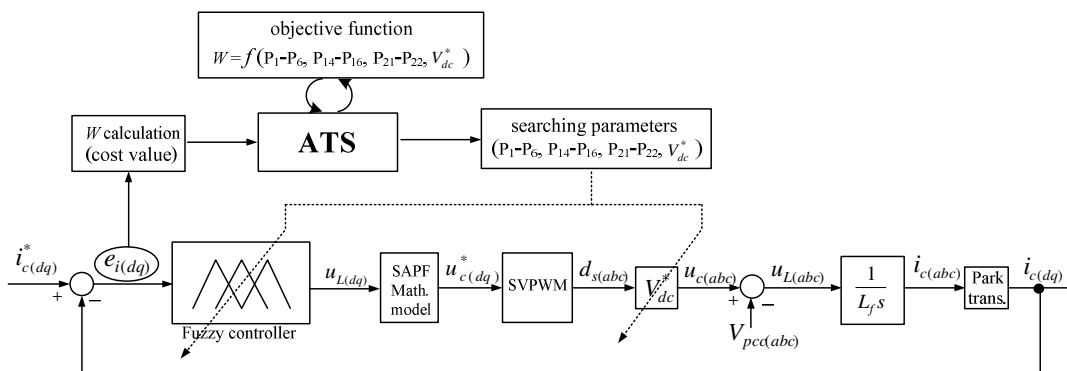 objective function
W = f(P₁-P₆, P₁₄-P₁₆, P₂₁-P₂₂, V*dc )
W calculation
(cost value)
ATS
searching parameters
(P₁-P₆, P₁₄-P₁₆, P₂₁-P₂₂, V*dc )
i*c(dq)
+
−
ei(dq)
Fuzzy controller
uL(dq)
SAPF
Math.
model
u*c(dq)
SVPWM
ds(abc)
V*dc
uc(abc)
+
−
Vpcc(abc)
uL(abc)
1
Lf s
ic(abc)
Park
trans.
ic(dq)